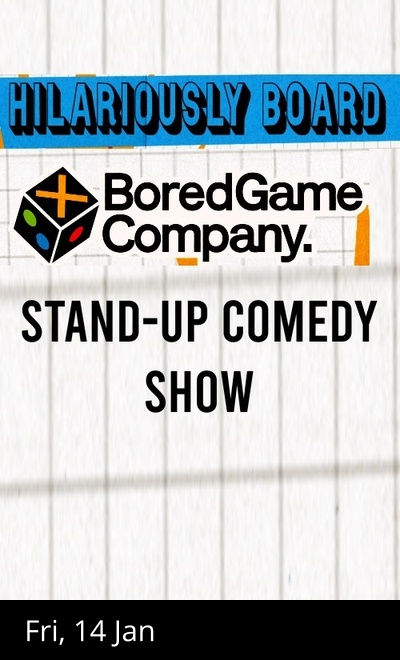 HILARIOUSLY BOARD
BoredGame
Company.
STAND-UP COMEDY
SHOW
Fri, 14 Jan